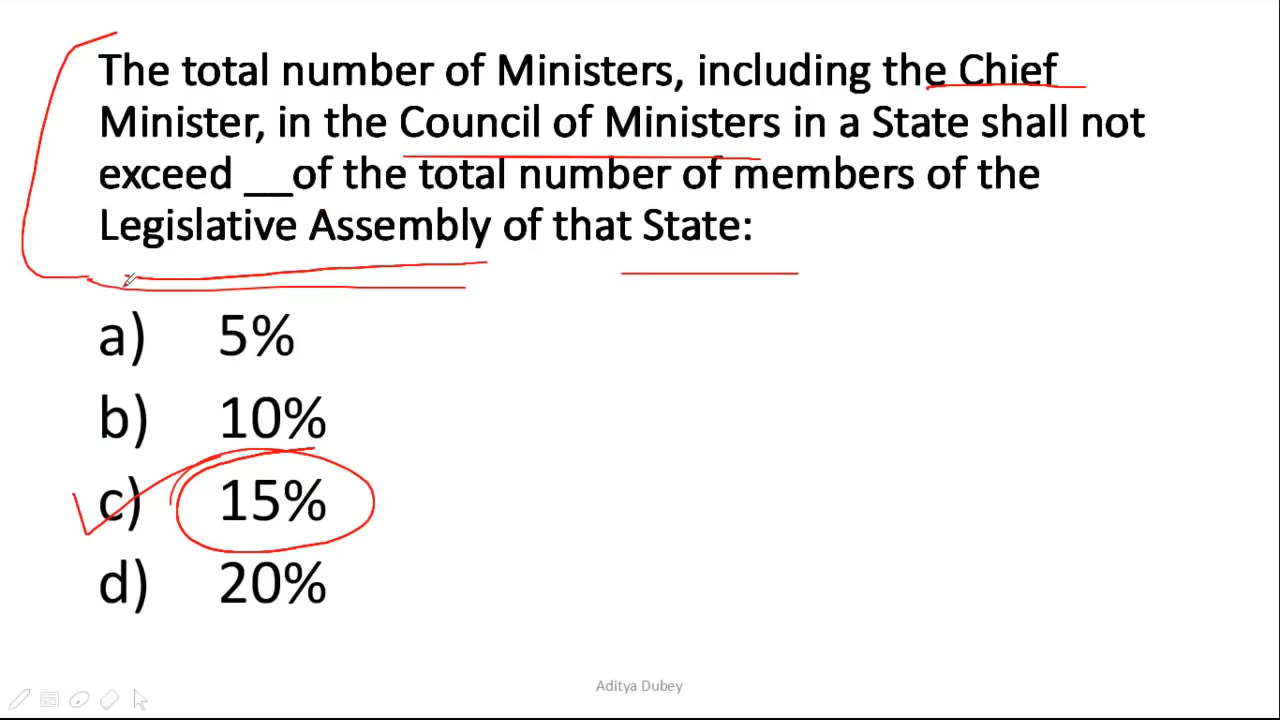 The total number of Ministers, including the Chief
Minister, in the Council of Ministers in a State shall not
exceed __of the total number of members of the
Legislative Assembly of that State:
a) 5%
b) 10%
c) 15%
d) 20%
Aditya Dubey